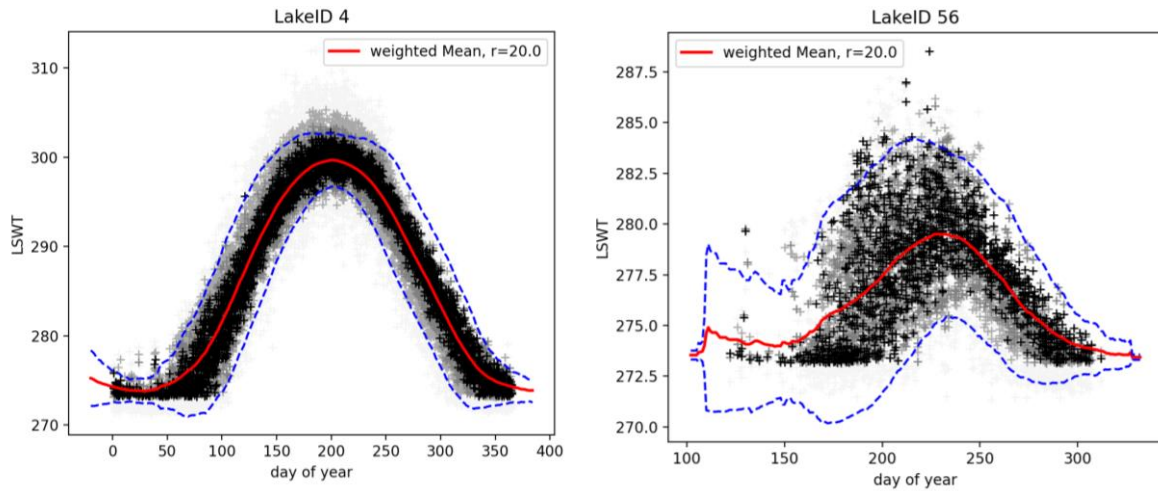 LakeID 4
weighted Mean, r=20.0
310
300
290
280
270
LSWT
0 50 100 150 200 250 300 350 400
day of year
LakeID 56
weighted Mean, r=20.0
287.5
285.0
282.5
280.0
277.5
275.0
272.5
270.0
LSWT
100 150 200 250 300
day of year